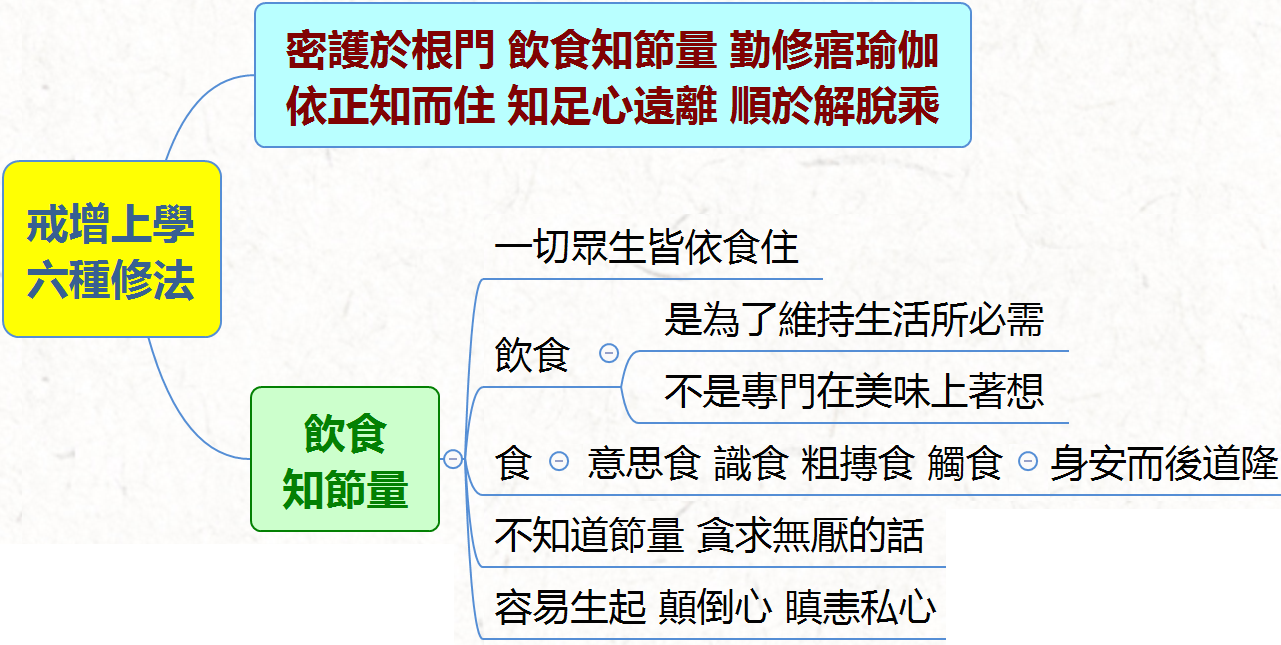 密護於根門 飲食知節量 勤修寤瑜伽
依正知而住 知足心遠離 順於解脫乘
戒增上學
六種修法
一切眾生皆依食住
飲食
是為了維持生活所必需
不是專門在美味上著想
飲食
知節量
食 意思食 識食 粗摶食 觸食 身安而後道隆
不知道節量 貪求無厭的話
容易生起 顛倒心 瞋恚私心